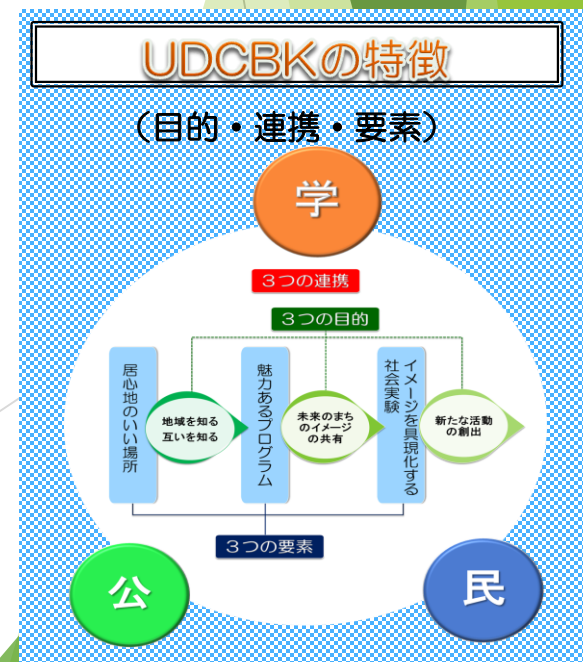 UDCBKの特徴
（目的・連携・要素）
学
３つの連携
３つの目的
居心地のいい場所
地域を知る
互いを知る
魅力あるプログラム
未来のまち
のイメージ
の共有
イメージを具現化する
社会実験
新たな活動
の創出
３つの要素
公
民